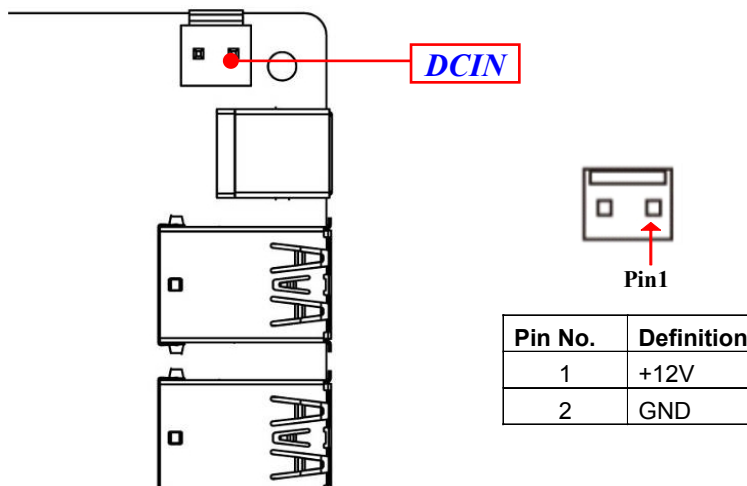 DCIN
Pin1
Pin No. Definition
1 +12V
2 GND